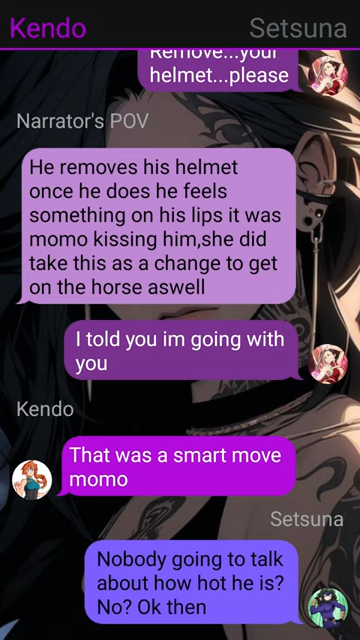 Kendo Setsuna
Remove...your
helmet...please
Narrator's POV
He removes his helmet
once he does he feels
something on his lips it was
momo kissing him,she did
take this as a change to get
on the horse aswell
I told you im going with
you
Kendo
That was a smart move
momo
Setsuna
Nobody going to talk
about how hot he is?
No? Ok then